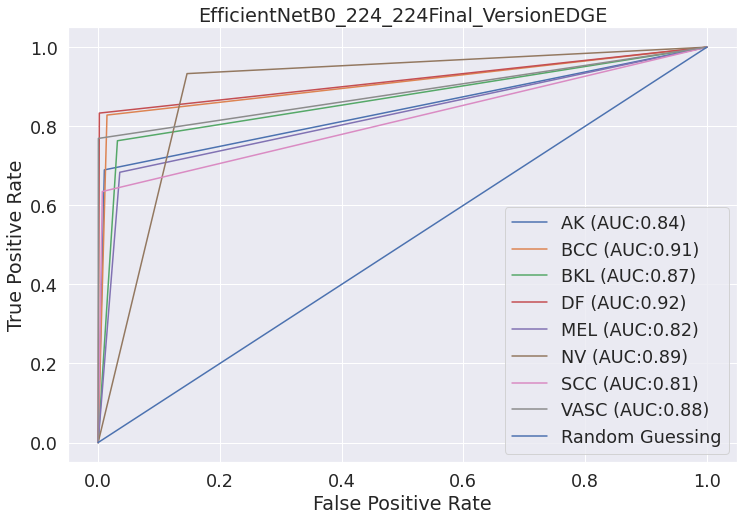 EfficientNetB0_224_224Final_VersionEDGE
True Positive Rate
1.0
0.8
0.6
0.4
0.2
0.0
AK (AUC:0.84)
BCC (AUC:0.91)
BKL (AUC:0.87)
DF (AUC:0.92)
MEL (AUC:0.82)
NV (AUC:0.89)
SCC (AUC:0.81)
VASC (AUC:0.88)
Random Guessing
0.0 0.2 0.4 0.6 0.8 1.0
False Positive Rate